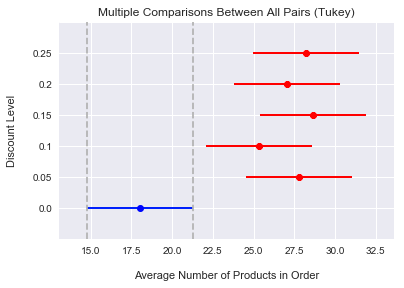 Multiple Comparisons Between All Pairs (Tukey)
0.25
0.2
0.15
0.1
0.05
0.0
Discount Level
15.0 17.5 20.0 22.5 25.0 27.5 30.0 32.5
Average Number of Products in Order